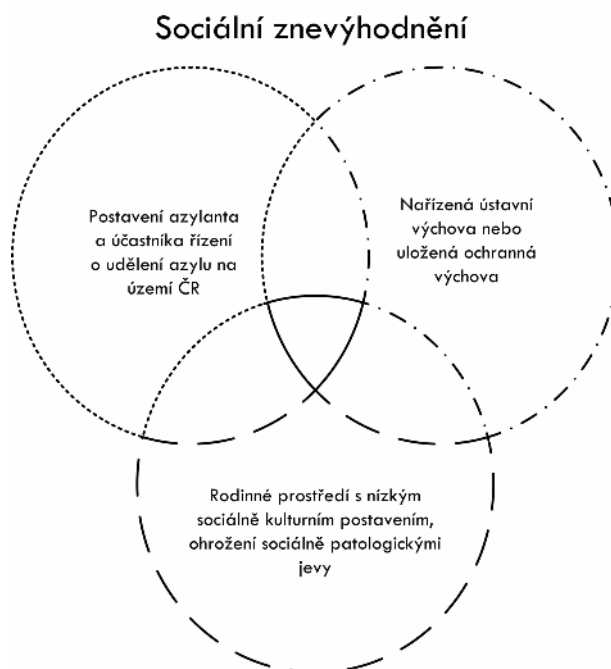 Sociální znevýhodnění
Postavení azylanta
a účastníka řízení
o udělení azylu na
území ČR
Nařízená ústavní
výchova nebo
uložená ochranná
výchova
Rodinné prostředí s nízkým
sociálně kulturním postavením,
ohrožení sociálně patologickými
jevy